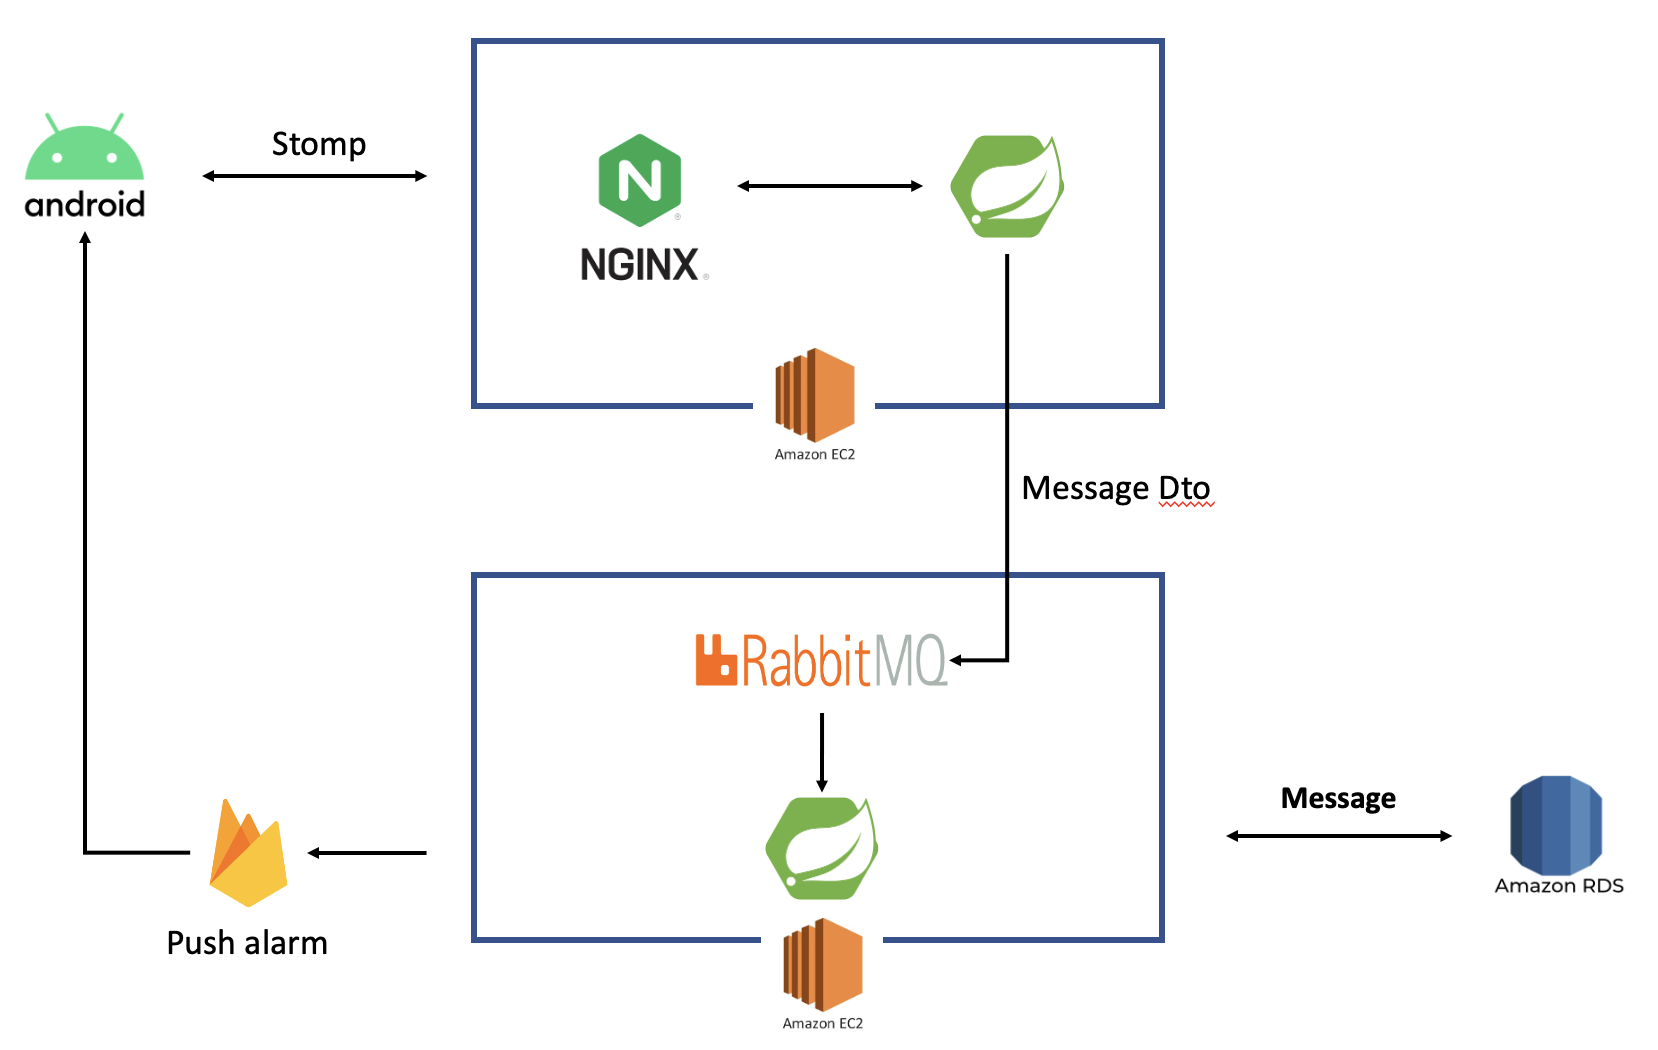 android
Stomp
N
NGINX
Amazon EC2
Message Dto
RabbitMQ
Message
Amazon RDS
Push alarm
Amazon EC2